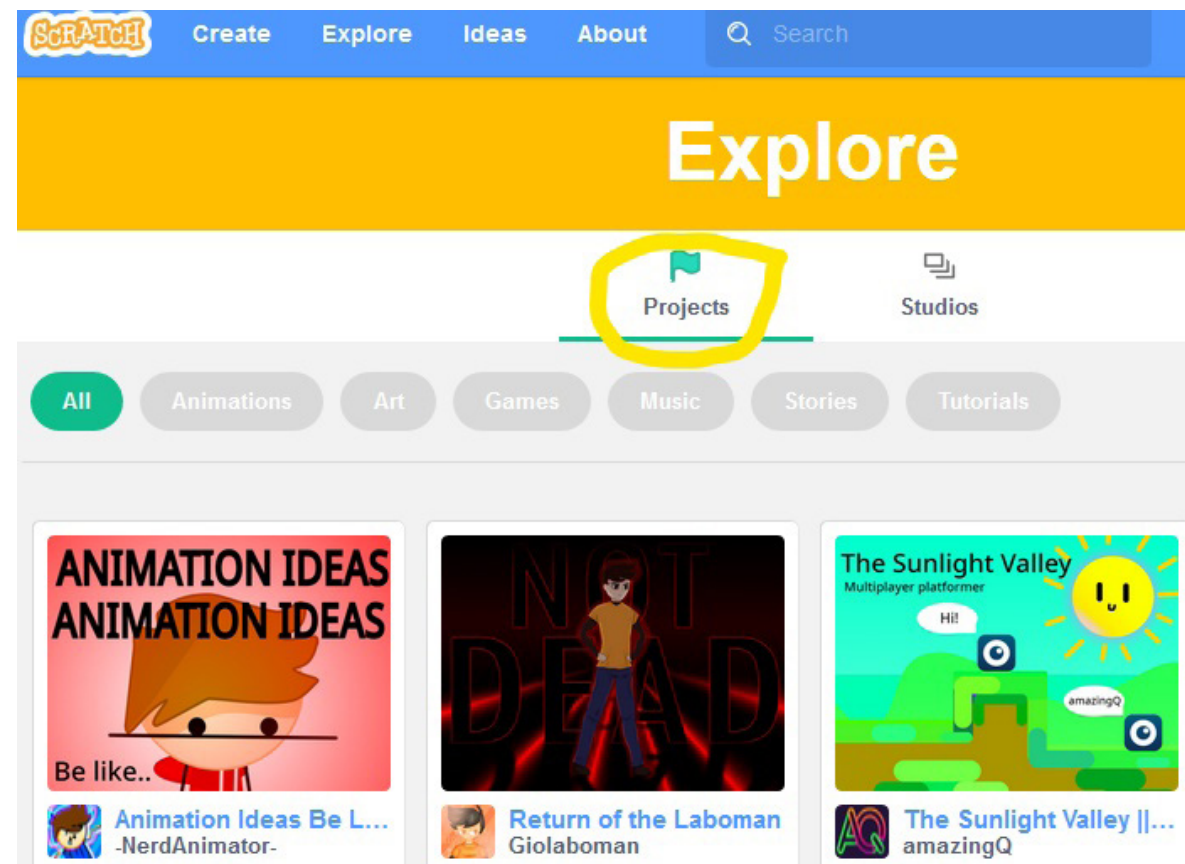 SCRATCH Create Explore Ideas About Search
Explore
Projects Studios
All Animations Art Games Music Stories Tutorials
ANIMATION IDEAS
ANIMATION IDEAS
Be like..
NOT
DEAD
The Sunlight Valley
Multiplayer platformer
Hi!
amazingQ
Animation Ideas Be L...
-NerdAnimator-
Return of the Laboman
Giolaboman
AQ
The Sunlight Valley ||...
amazingQ